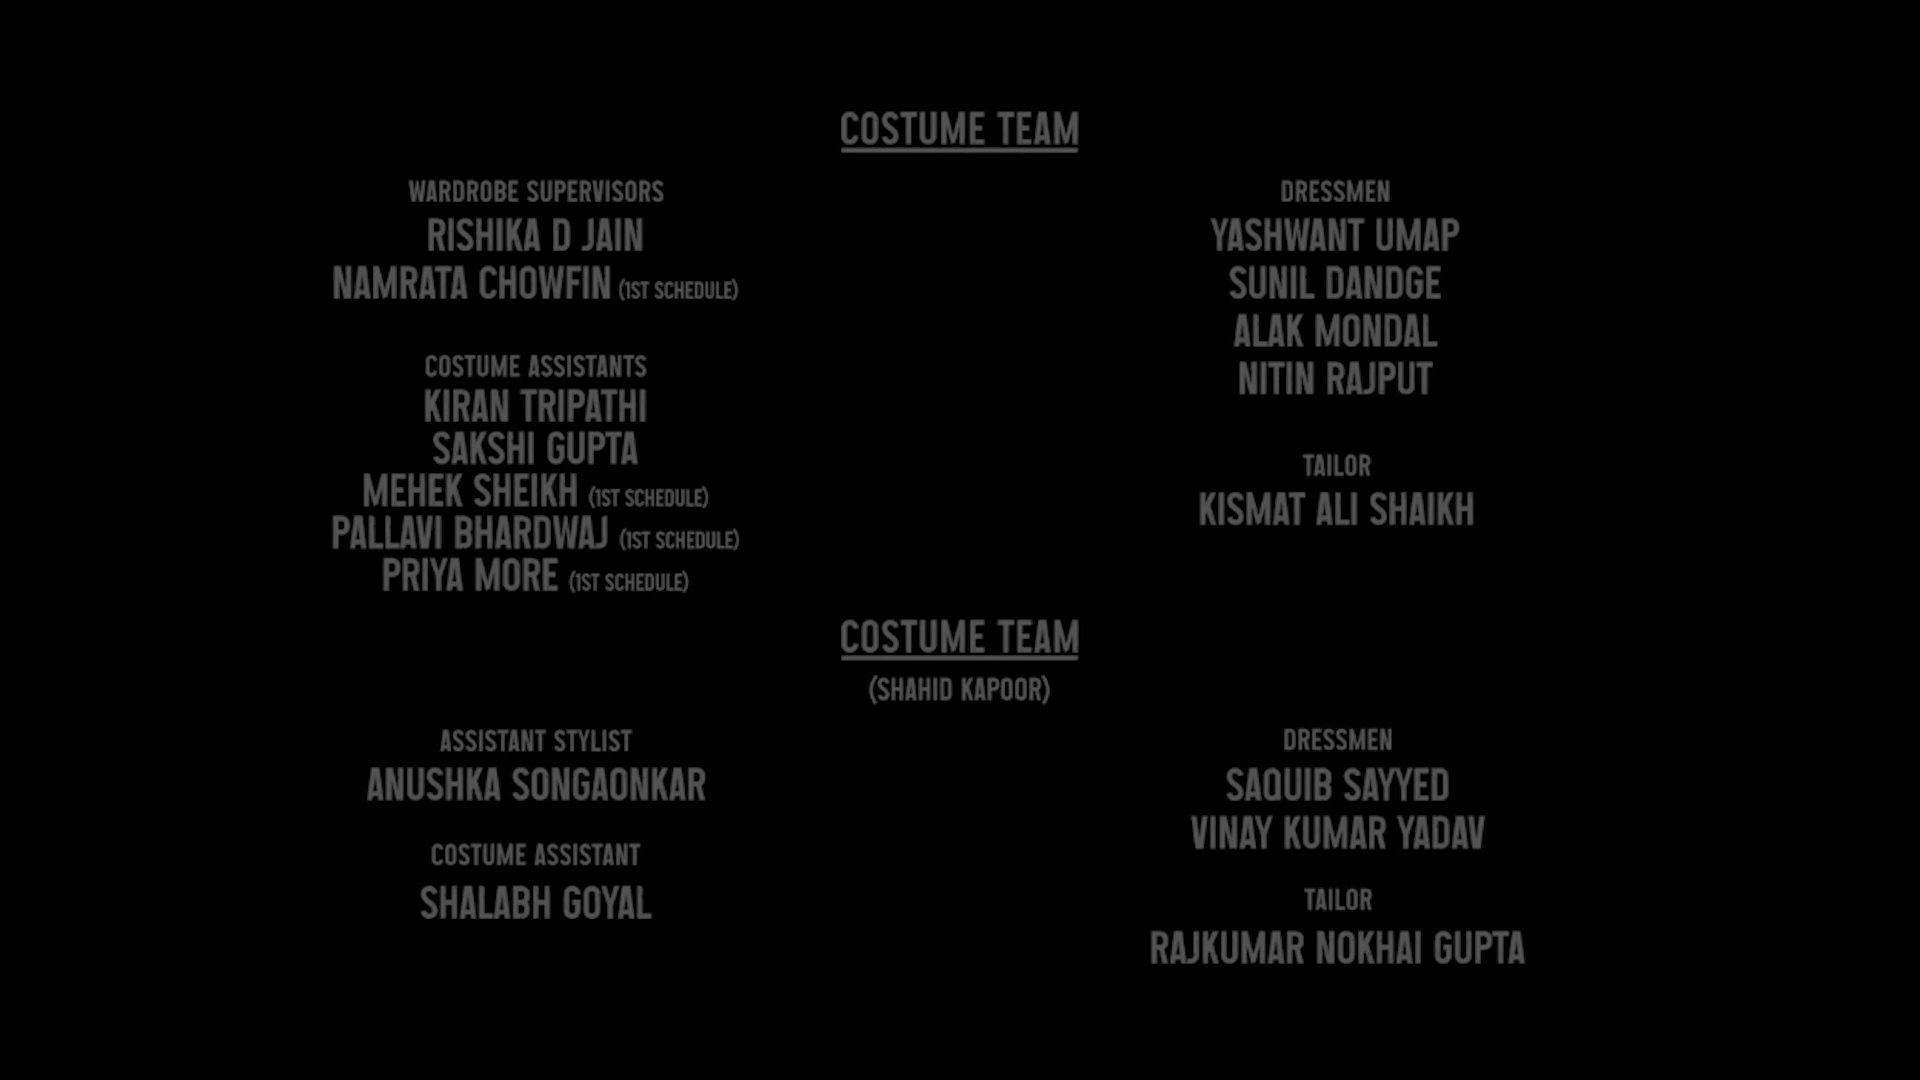 COSTUME TEAM
WARDROBE SUPERVISORS
RISHIKA D JAIN
NAMRATA CHOWFIN (1ST SCHEDULE)
COSTUME ASSISTANTS
KIRAN TRIPATHI
SAKSHI GUPTA
MEHEK SHEIKH (1ST SCHEDULE)
PALLAVI BHARDWAJ (1ST SCHEDULE)
PRIYA MORE (1ST SCHEDULE)
DRESSMEN
YASHWANT UMAP
SUNIL DANDGE
ALAK MONDAL
NITIN RAJPUT
TAILOR
KISMAT ALI SHAIKH
COSTUME TEAM
(SHAHID KAPOOR)
ASSISTANT STYLIST
ANUSHKA SONGAONKAR
COSTUME ASSISTANT
SHALABH GOYAL
DRESSMEN
SAQUIB SAYYED
VINAY KUMAR YADAV
TAILOR
RAJKUMAR NOKHAI GUPTA